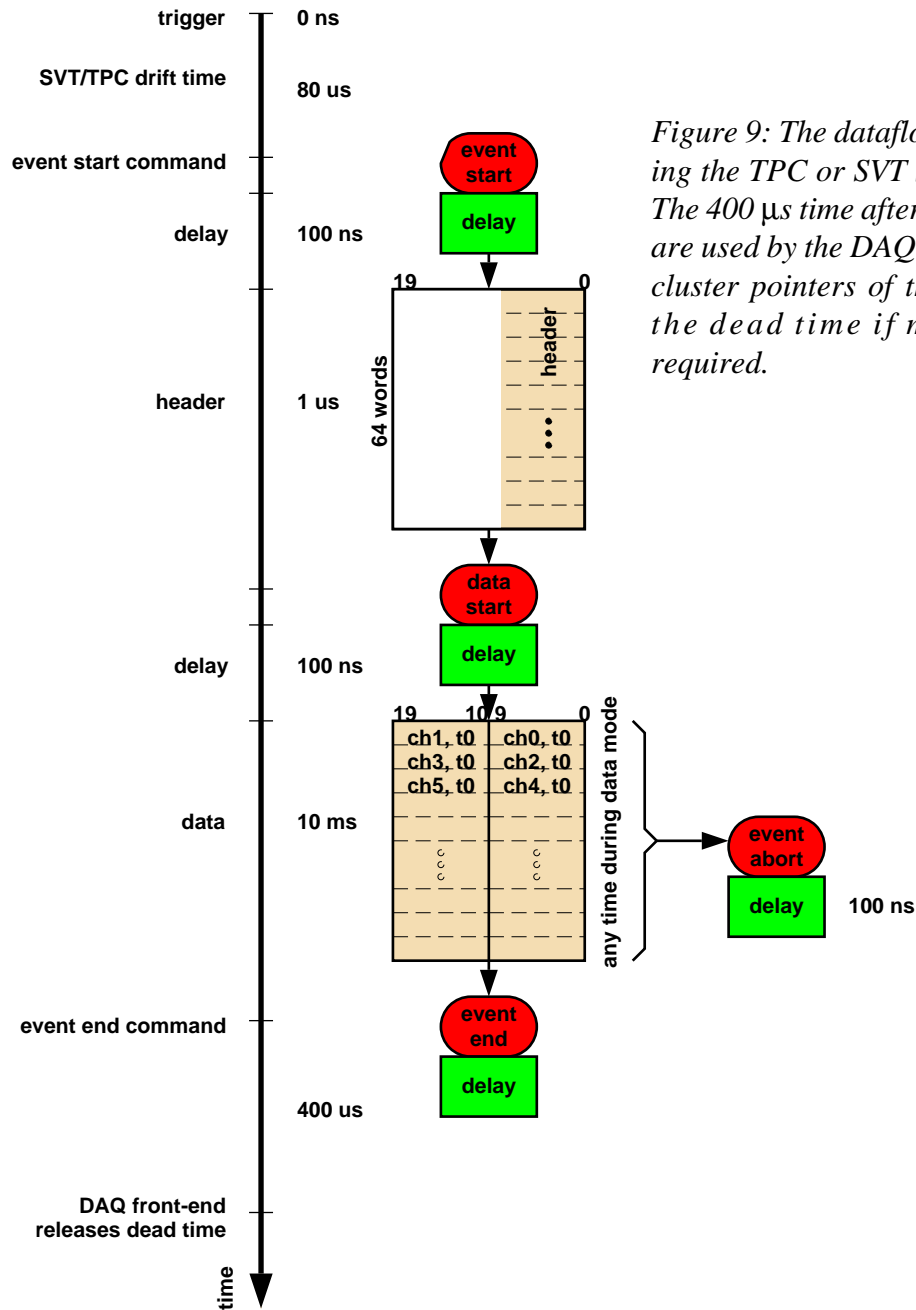 trigger 0 ns
SVT/TPC drift time 80 us
event start command
event
start
delay
delay 100 ns
19 0
header
64 words
header 1 us
data
start
delay
delay 100 ns
19 10 9 0
ch1, t0 ch0, t0
ch3, t0 ch2, t0
ch5, t0 ch4, t0
data 10 ms
any time during data mode
event
abort
delay 100 ns
event end command
event
end
delay
400 us
DAQ front-end
releases dead time
time
Figure 9: The dataflo
ing the TPC or SVT
The 400 µs time after
are used by the DAQ
cluster pointers of th
the dead time if
required.